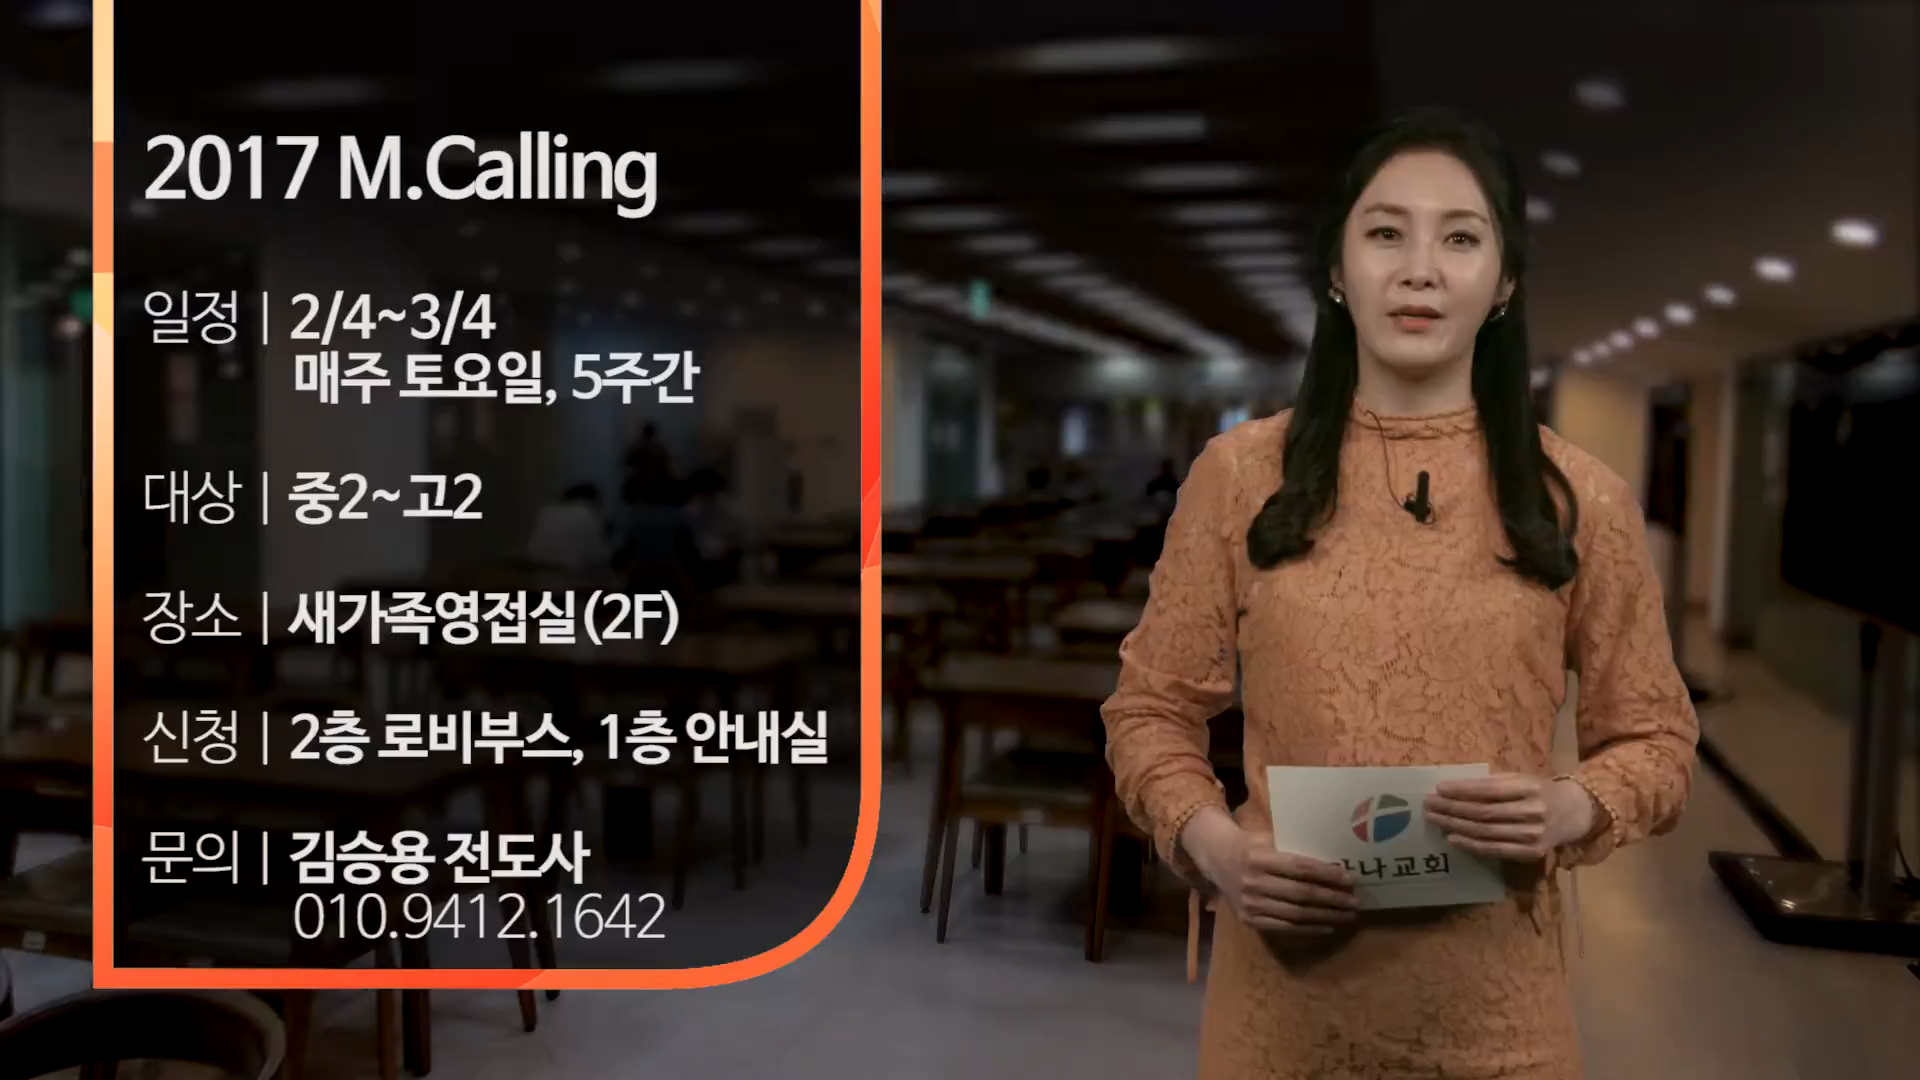 2017 M.Calling
일정 | 2/4~3/4
매주 토요일, 5주간
대상 | 중2~고2
장소 | 새가족영접실(2F)
신청 | 2층 로비부스, 1층 안내실
문의 | 김승용 전도사
010.9412.1642
나교회